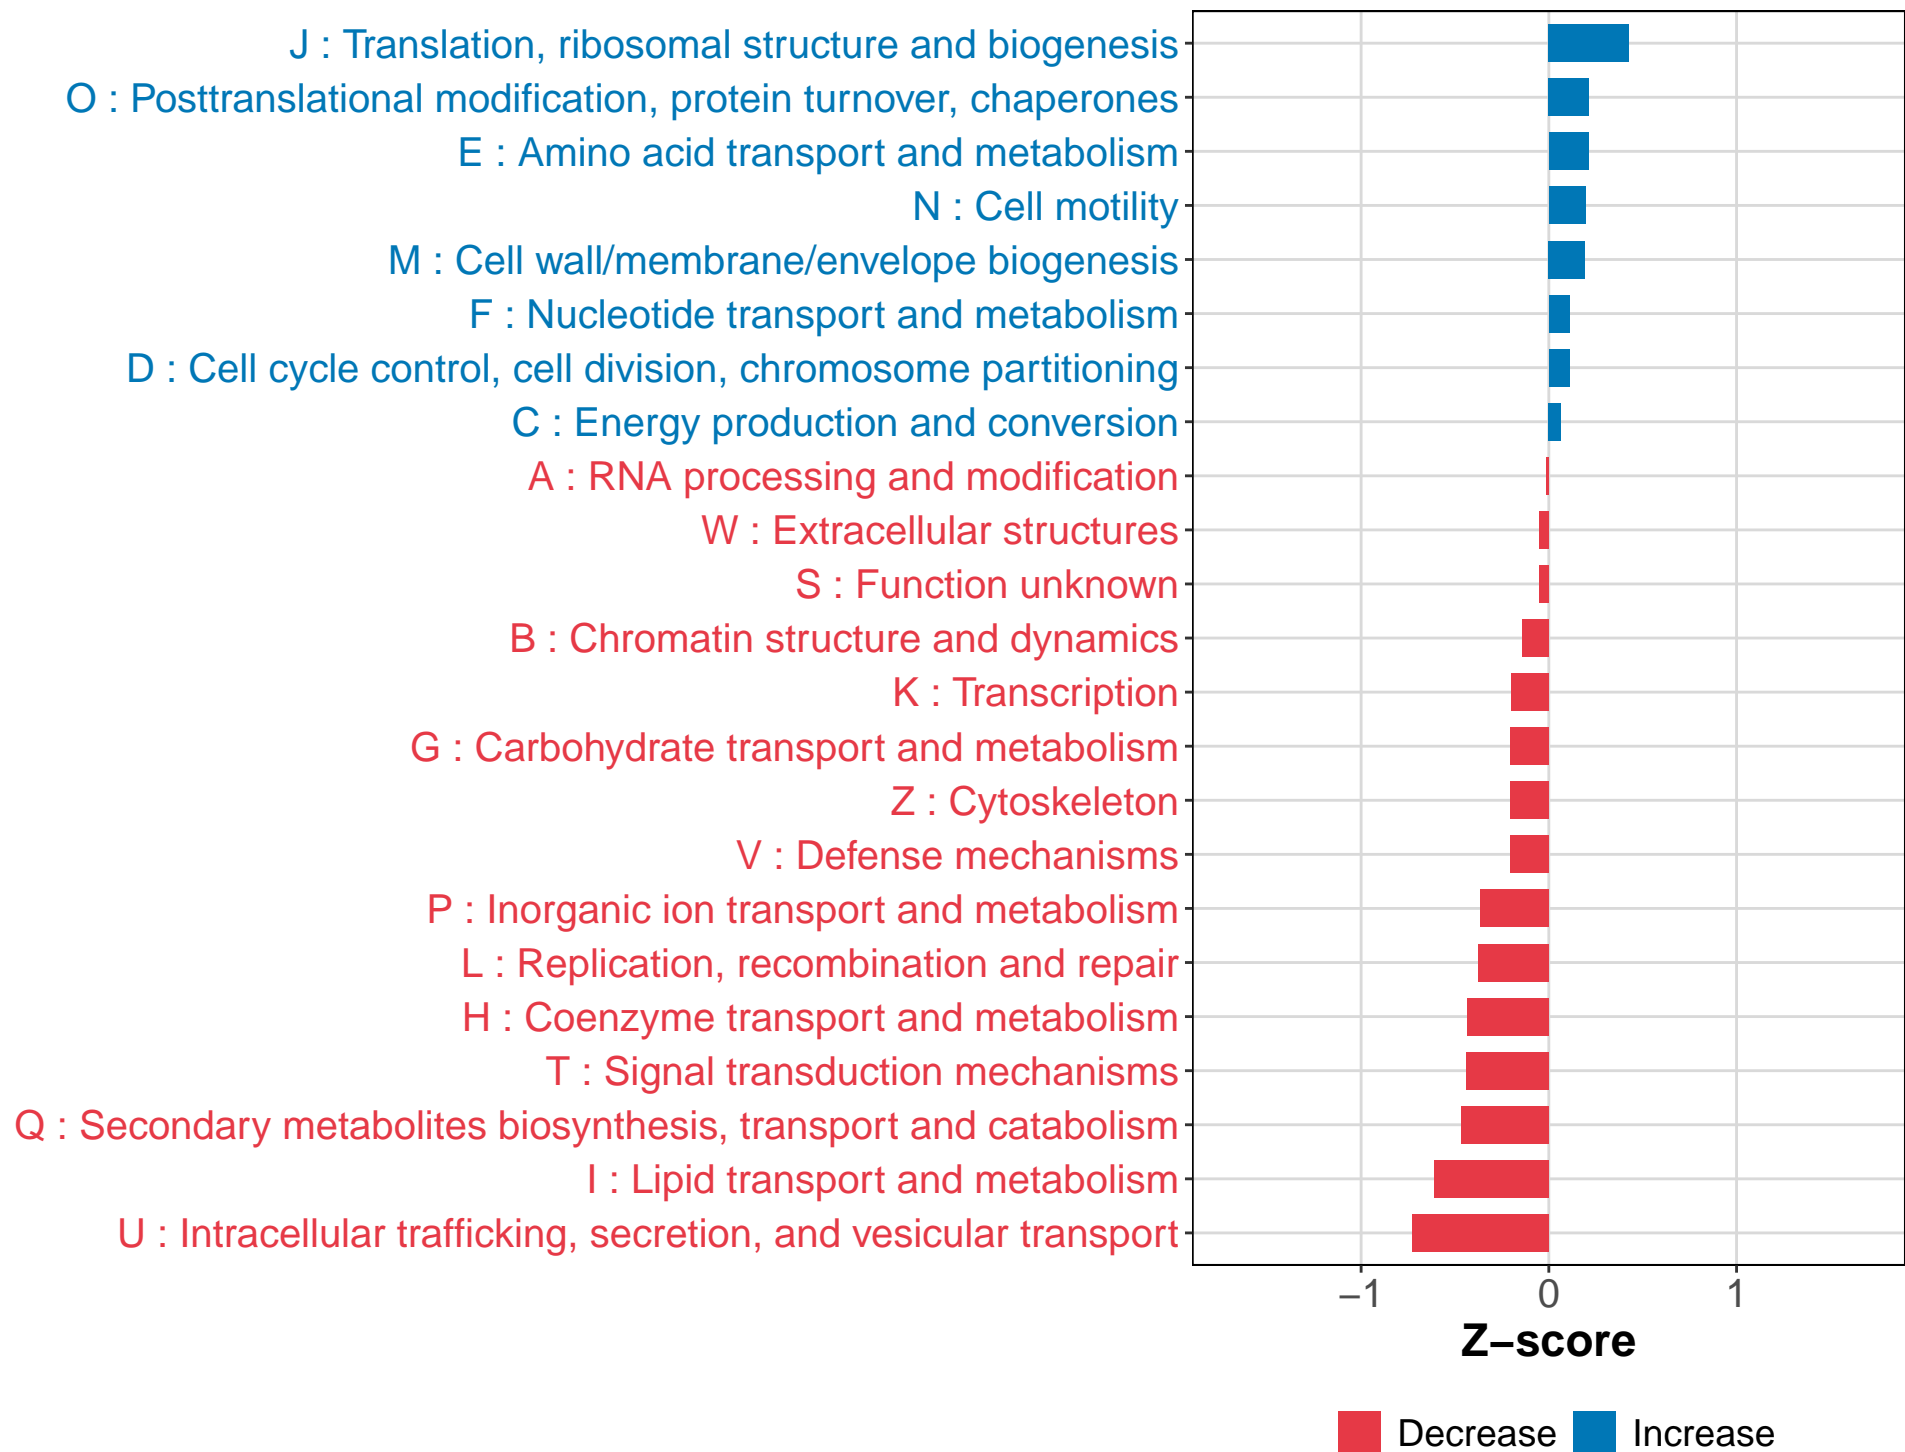 J : Translation, ribosomal structure and biogenesis
O : Posttranslational modification, protein turnover, chaperones
E : Amino acid transport and metabolism
N : Cell motility
M : Cell wall/membrane/envelope biogenesis
F : Nucleotide transport and metabolism
D : Cell cycle control, cell division, chromosome partitioning
C : Energy production and conversion
A : RNA processing and modification
W : Extracellular structures
S : Function unknown
B : Chromatin structure and dynamics
K : Transcription
G : Carbohydrate transport and metabolism
Z : Cytoskeleton
V : Defense mechanisms
P : Inorganic ion transport and metabolism
L : Replication, recombination and repair
H : Coenzyme transport and metabolism
T : Signal transduction mechanisms
Q : Secondary metabolites biosynthesis, transport and catabolism
I : Lipid transport and metabolism
U : Intracellular trafficking, secretion, and vesicular transport
−1 0 1
Z−score
Decrease Increase